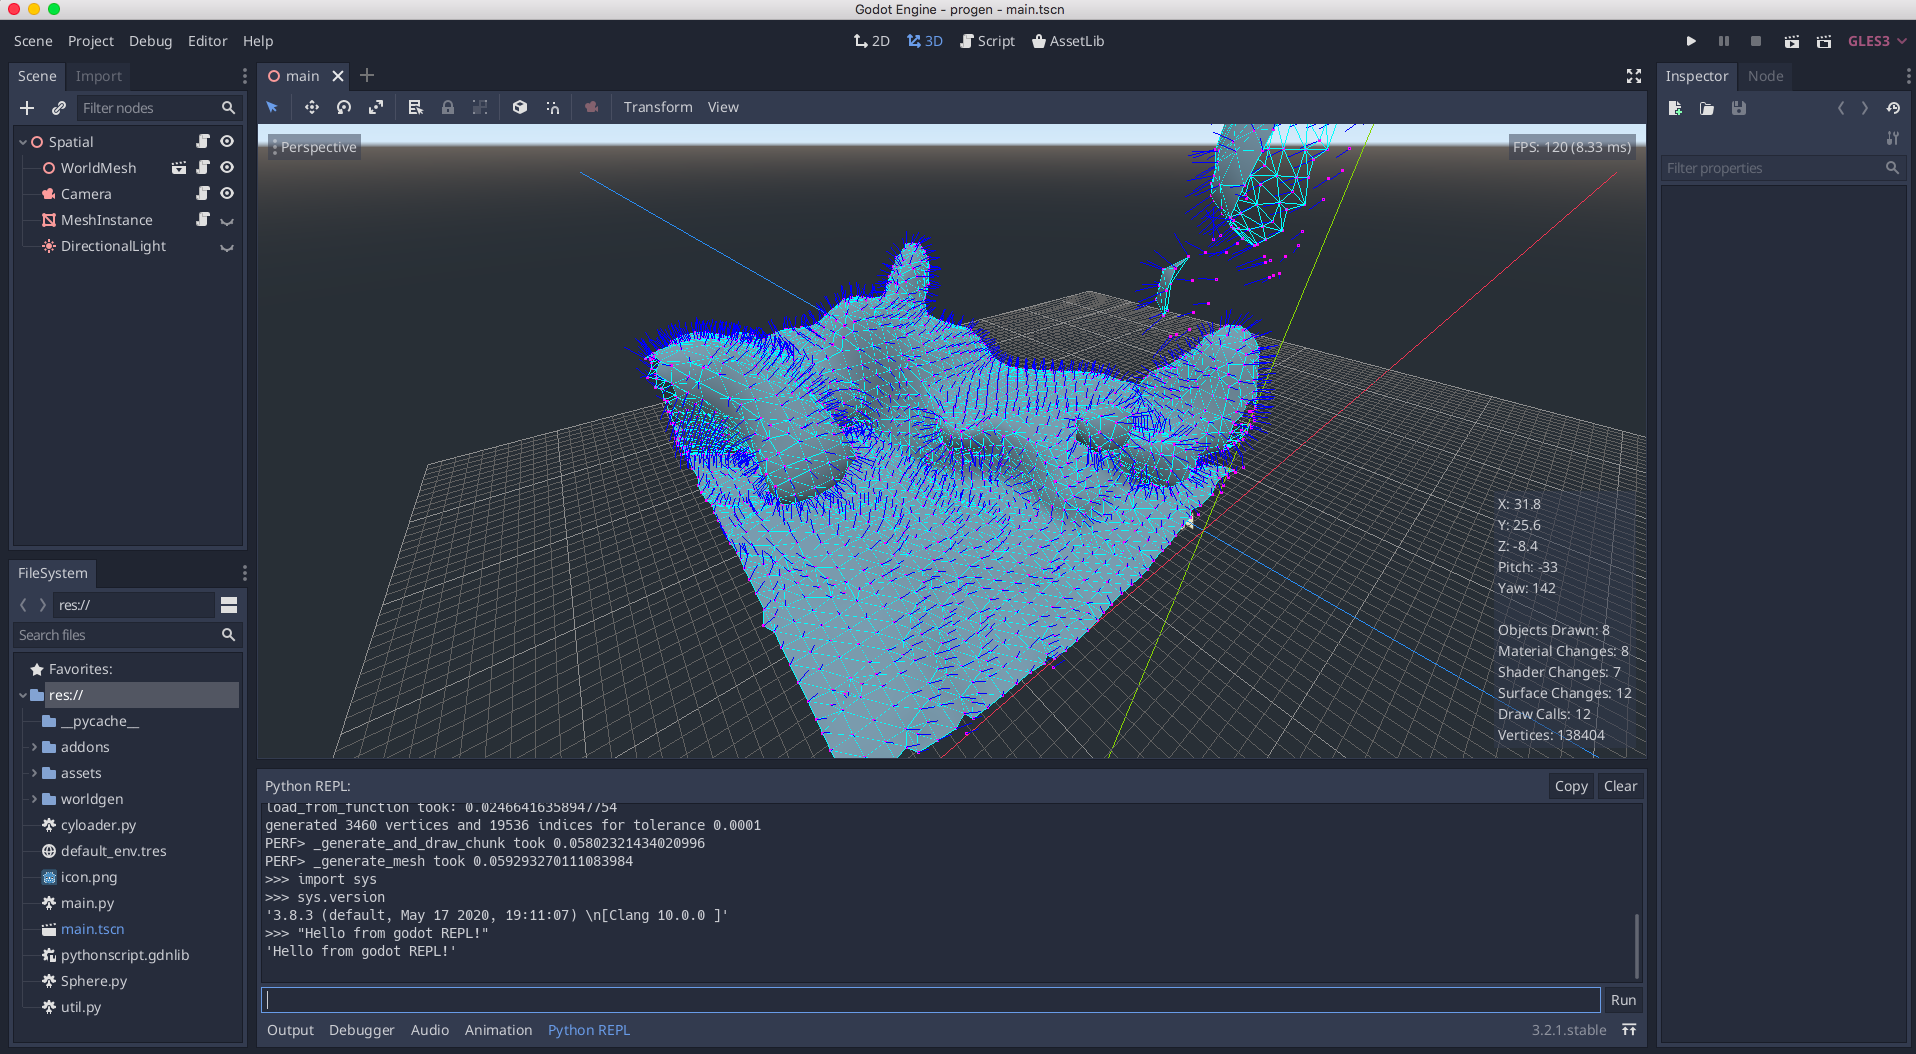 Godot Engine - progen - main.tscn
Scene Project Debug Editor Help
2D 3D Script AssetLib
GLES3
Scene Import
Filter nodes
Spatial
WorldMesh
Camera
MeshInstance
DirectionalLight
FileSystem
res://
Search files
Favorites:
res://
__pycache__
addons
assets
worldgen
cyloader.py
default_env.tres
icon.png
main.py
main.tscn
pythonscript.gdnlib
Sphere.py
util.py
main
Transform View
Perspective
FPS: 120 (8.33 ms)
X: 31.8
Y: 25.6
Z: -8.4
Pitch: -33
Yaw: 142
Objects Drawn: 8
Material Changes: 8
Shader Changes: 7
Surface Changes: 12
Draw Calls: 12
Vertices: 138404
Python REPL:
Copy Clear
load_from_function took: 0.02466416358947754
generated 3460 vertices and 19536 indices for tolerance 0.0001
PERF> _generate_and_draw_chunk took 0.05802321434020996
PERF> _generate_mesh took 0.059293270111083984
>>> import sys
>>> sys.version
'3.8.3 (default, May 17 2020, 19:11:07) \n[Clang 10.0.0 ]'
>>> "Hello from godot REPL!"
'Hello from godot REPL!'
Run
Output Debugger Audio Animation Python REPL
3.2.1.stable
Inspector Node
Filter properties